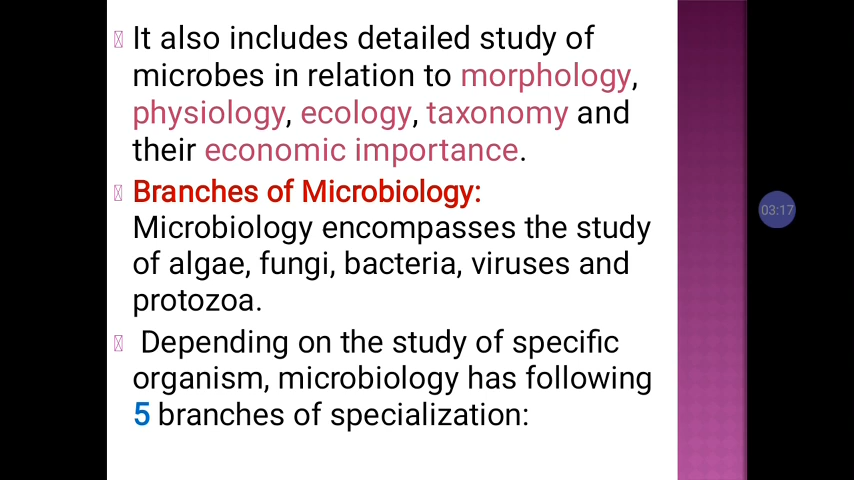 It also includes detailed study of
microbes in relation to morphology,
physiology, ecology, taxonomy and
their economic importance.
Branches of Microbiology:
Microbiology encompasses the study
of algae, fungi, bacteria, viruses and
protozoa.
Depending on the study of specific
organism, microbiology has following
5 branches of specialization:
03:17